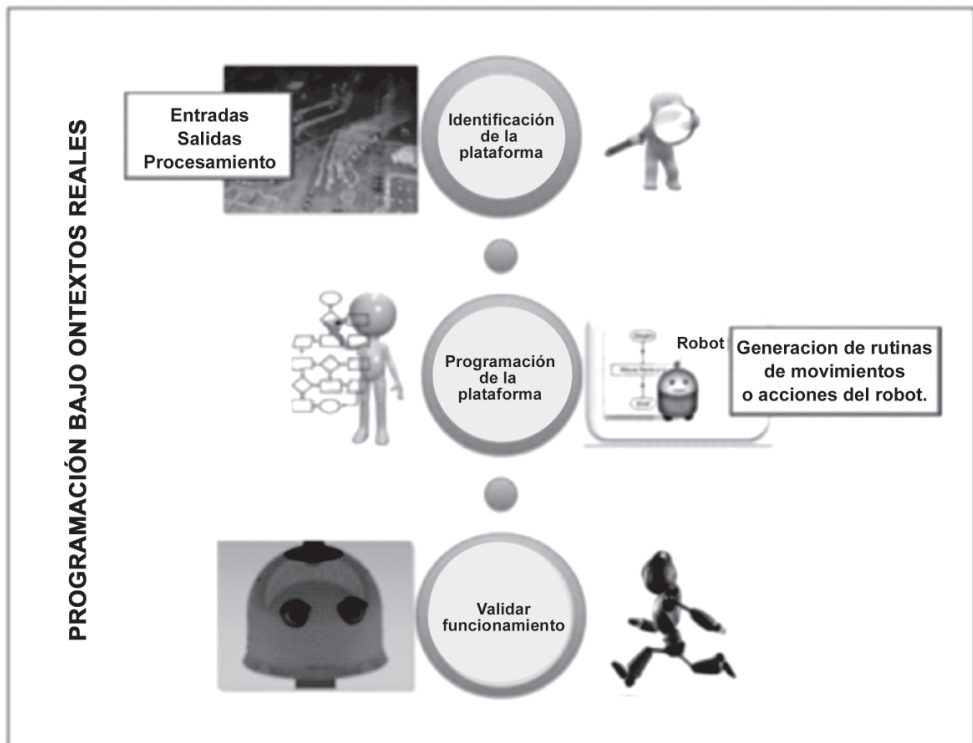 PROGRAMACIÓN BAJO ONTEXTOS REALES
Entradas
Salidas
Procesamiento
Identificación
de la
plataforma
Programación
de la
plataforma
Robot
Generacion de rutinas
de movimientos
o acciones del robot.
Validar
funcionamiento